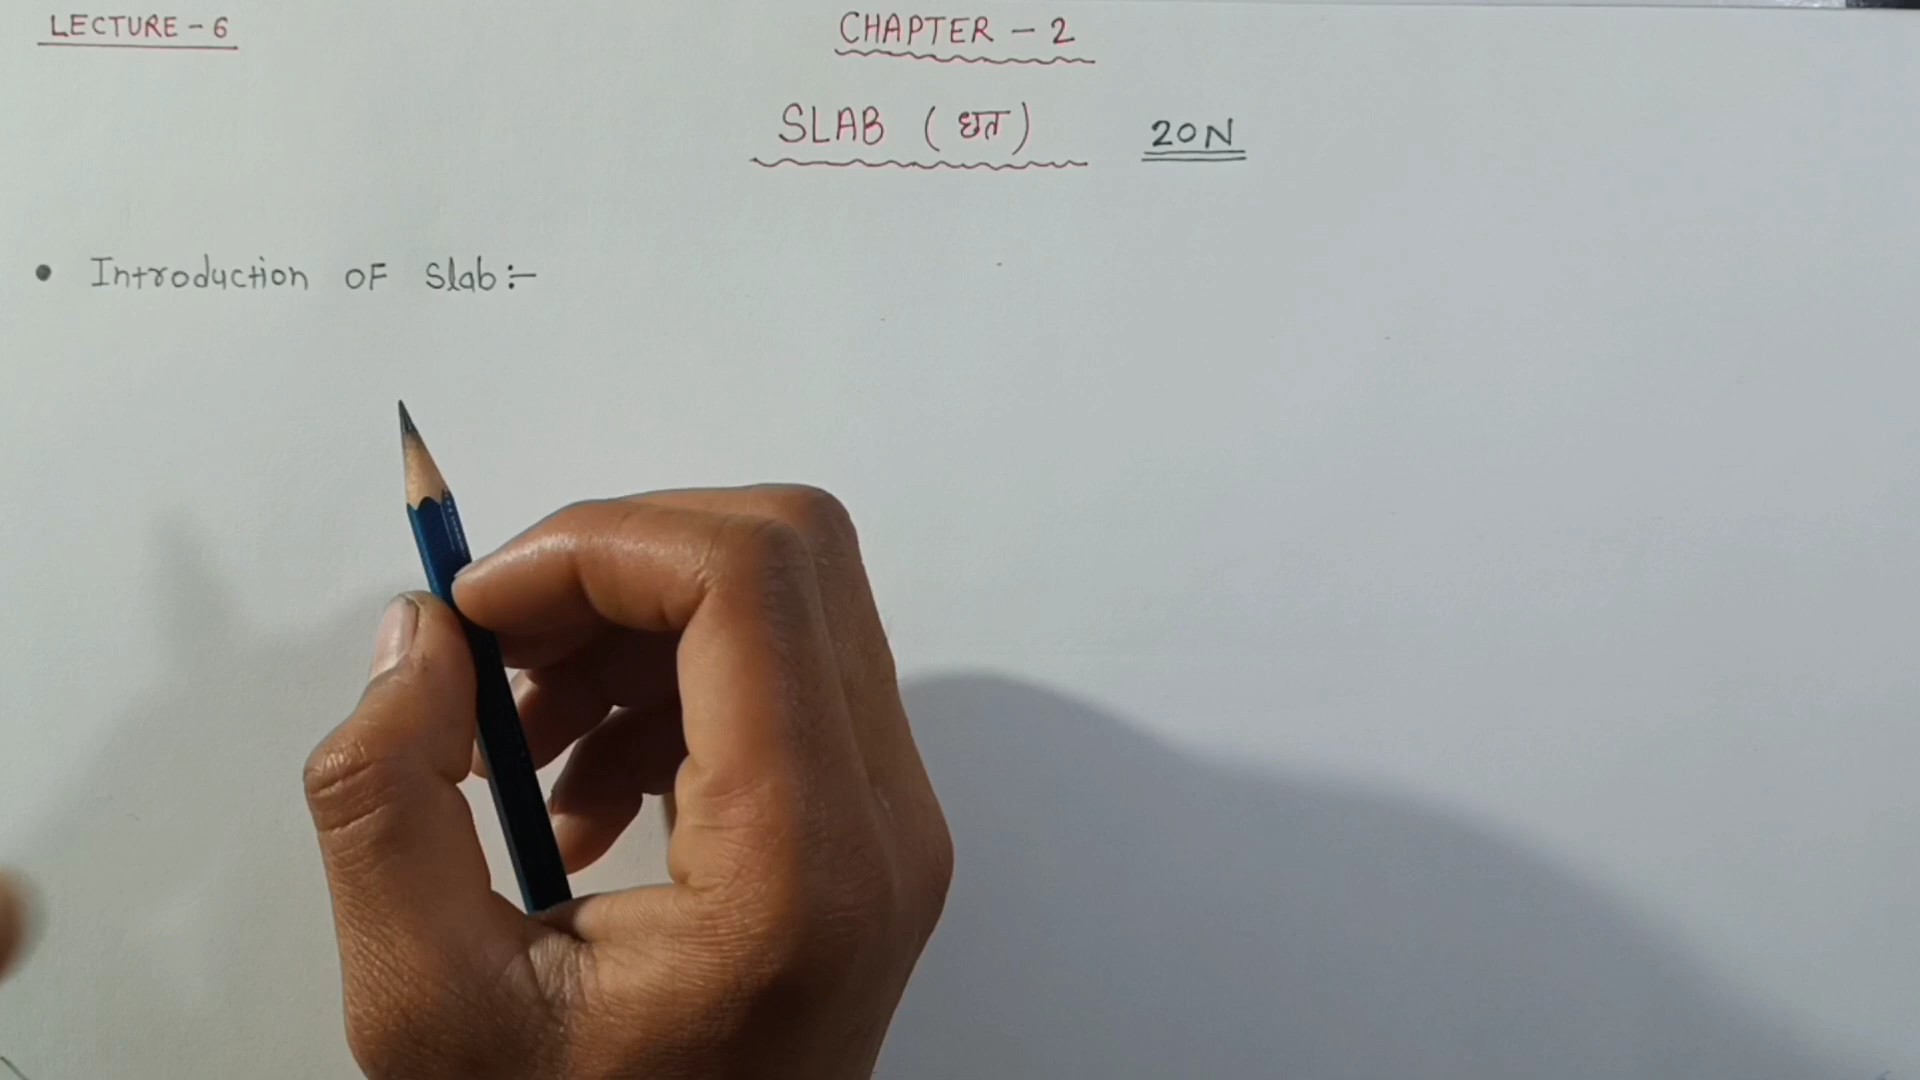 LECTURE - 6
CHAPTER - 2
SLAB (छत) 20N
• Introduction OF Slab:-